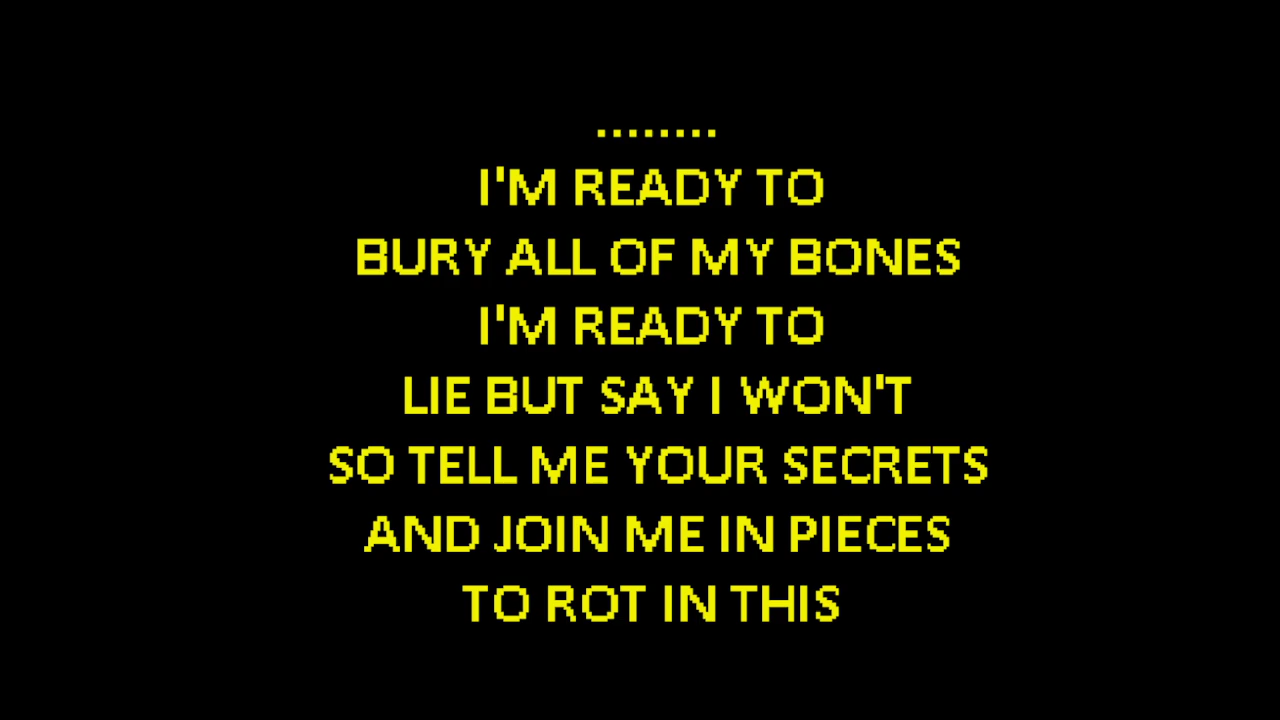 ........
I'M READY TO
BURY ALL OF MY BONES
I'M READY TO
LIE BUT SAY I WON'T
SO TELL ME YOUR SECRETS
AND JOIN ME IN PIECES
TO ROT IN THIS